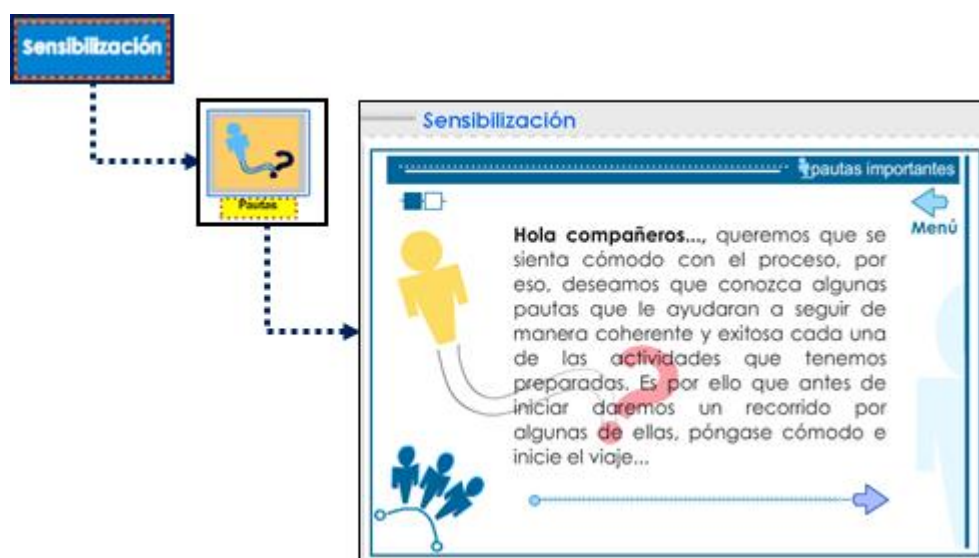 Sensibilización
Pautas
Sensibilización
pautas importantes
Menú
Hola compañeros..., queremos que se
sienta cómodo con el proceso, por
eso, deseamos que conozca algunas
pautas que le ayudaran a seguir de
manera coherente y exitosa cada una
de las actividades que tenemos
preparadas. Es por ello que antes de
iniciar daremos un recorrido por
algunas de ellas, póngase cómodo e
inicie el viaje...